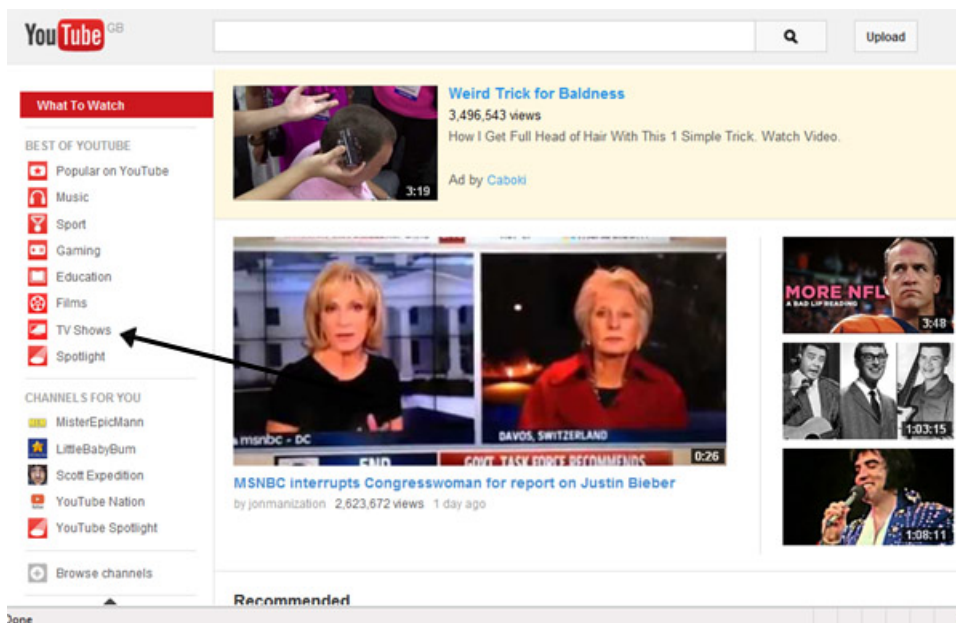 YouTube GB
Upload
What To Watch
BEST OF YOUTUBE
Popular on YouTube
Music
Sport
Gaming
Education
Films
TV Shows
Spotlight
CHANNELS FOR YOU
MisterEpicMann
LittleBabyBum
Scott Expedition
YouTube Nation
YouTube Spotlight
Browse channels
Weird Trick for Baldness
3,496,543 views
How I Get Full Head of Hair With This 1 Simple Trick. Watch Video.
Ad by Caboki
3:19
msnbc - DC
DAVOS, SWITZERLAND
GOVT. TASK FORCE RECOMMENDS
0:26
MSNBC interrupts Congresswoman for report on Justin Bieber
by jonmanization 2,623,672 views 1 day ago
MORE NFL
A BAD LIP READING
3:48
1:03:15
1:08:11
Recommended
Done